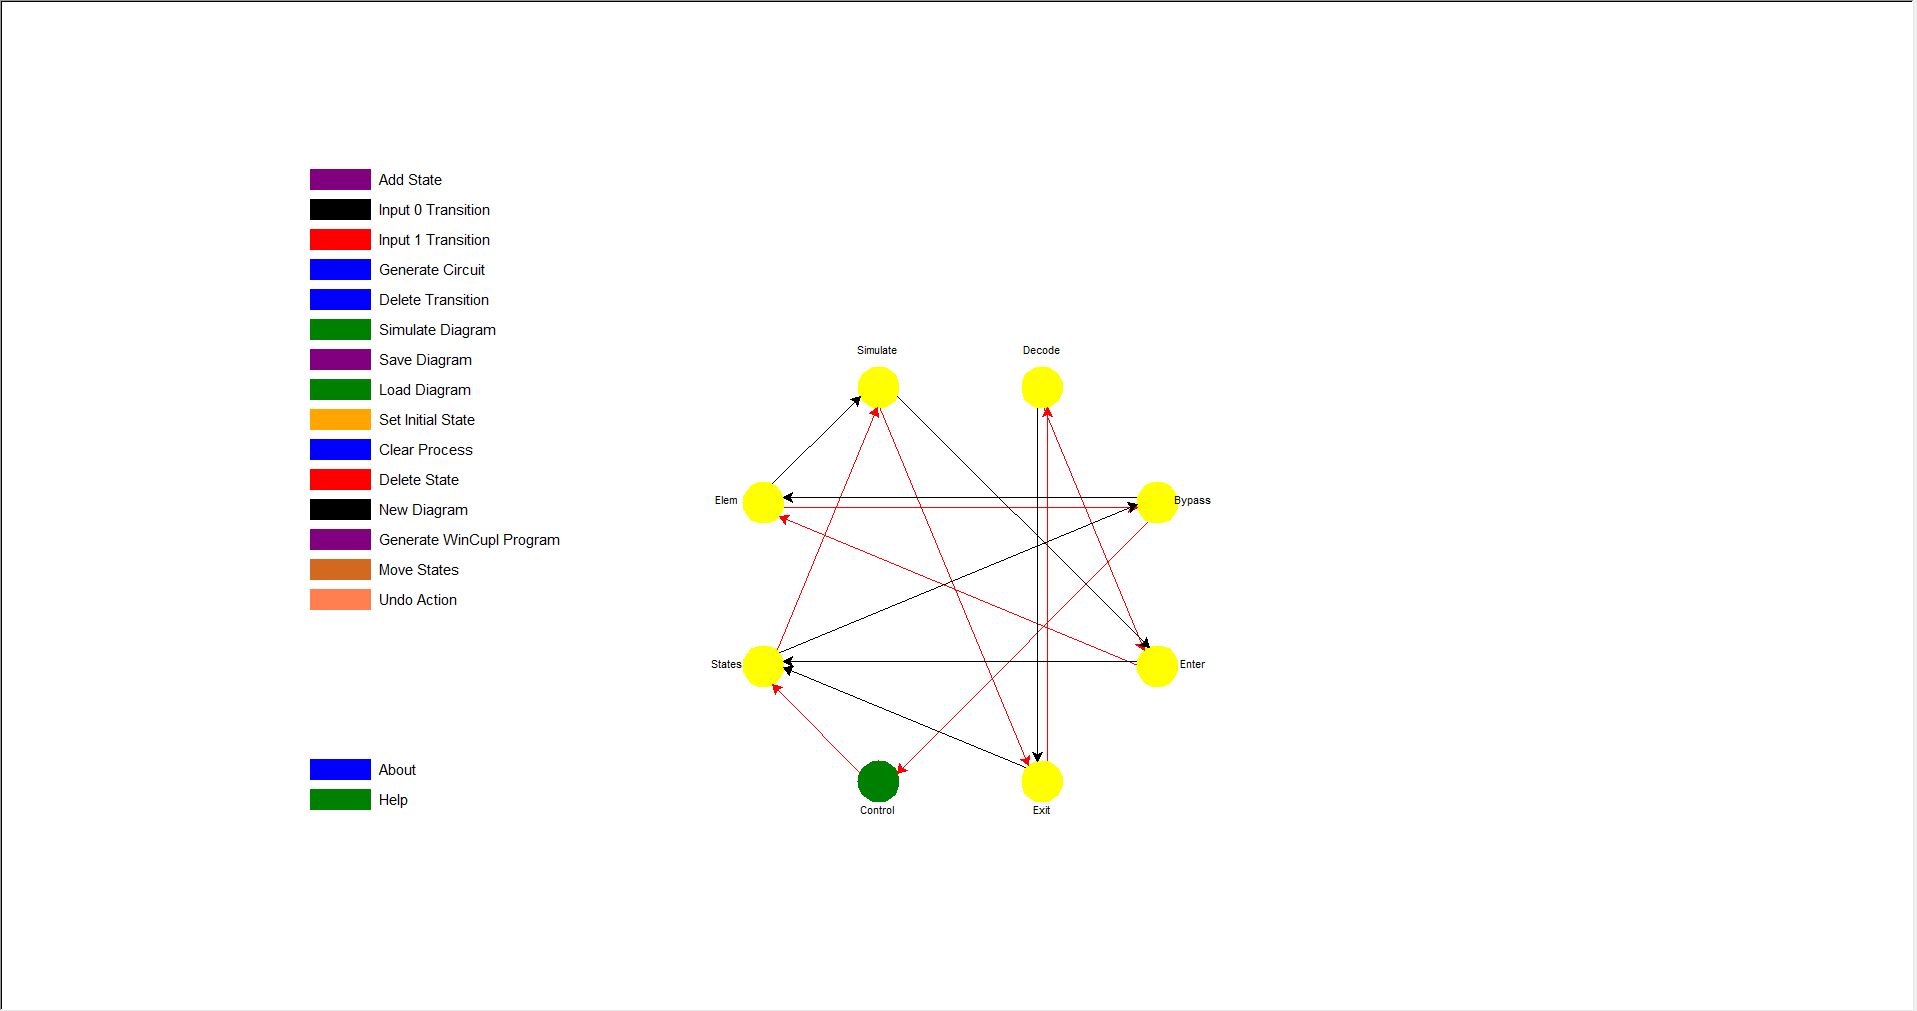 Add State
Input 0 Transition
Input 1 Transition
Generate Circuit
Delete Transition
Simulate Diagram
Save Diagram
Load Diagram
Set Initial State
Clear Process
Delete State
New Diagram
Generate WinCupl Program
Move States
Undo Action
About
Help
Simulate
Decode
Elem
Bypass
States
Enter
Control
Exit